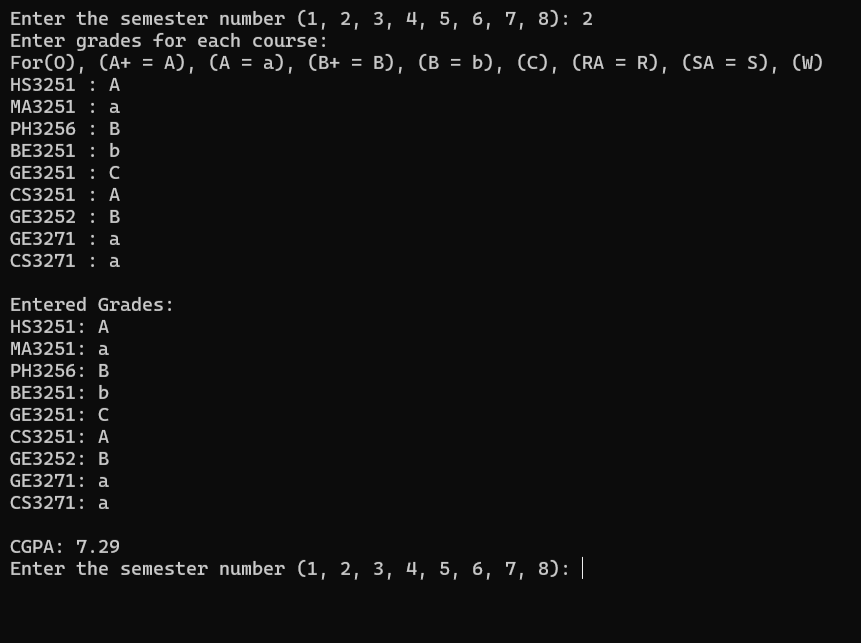 Enter the semester number (1, 2, 3, 4, 5, 6, 7, 8): 2
Enter grades for each course:
For(O), (A+ = A), (A = a), (B+ = B), (B = b), (C), (RA = R), (SA = S), (W)
HS3251 : A
MA3251 : a
PH3256 : B
BE3251 : b
GE3251 : C
CS3251 : A
GE3252 : B
GE3271 : a
CS3271 : a
Entered Grades:
HS3251: A
MA3251: a
PH3256: B
BE3251: b
GE3251: C
CS3251: A
GE3252: B
GE3271: a
CS3271: a
CGPA: 7.29
Enter the semester number (1, 2, 3, 4, 5, 6, 7, 8):